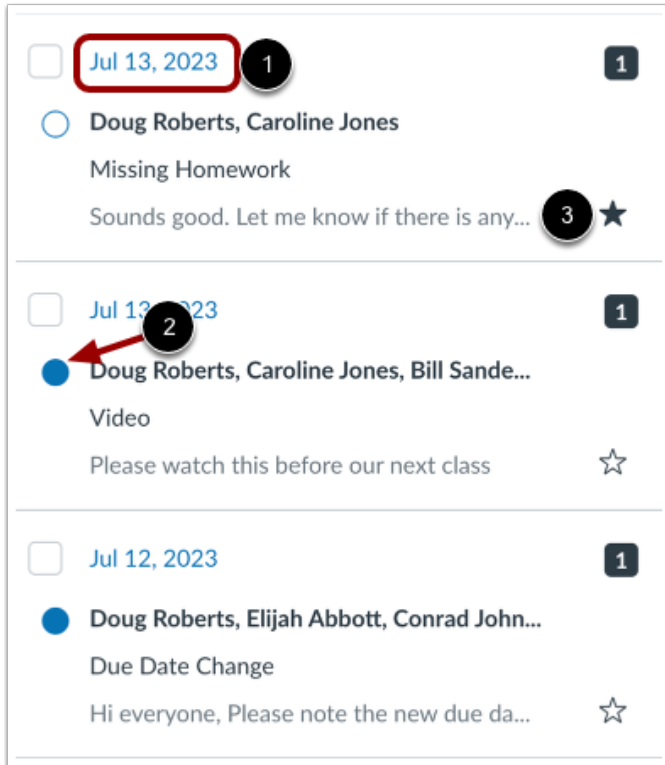 Jul 13, 2023 1 1
Doug Roberts, Caroline Jones
Missing Homework
Sounds good. Let me know if there is any... 3
Jul 13 23 1
2
Doug Roberts, Caroline Jones, Bill Sande...
Video
Please watch this before our next class
Jul 12, 2023 1
Doug Roberts, Elijah Abbott, Conrad John...
Due Date Change
Hi everyone, Please note the new due da...